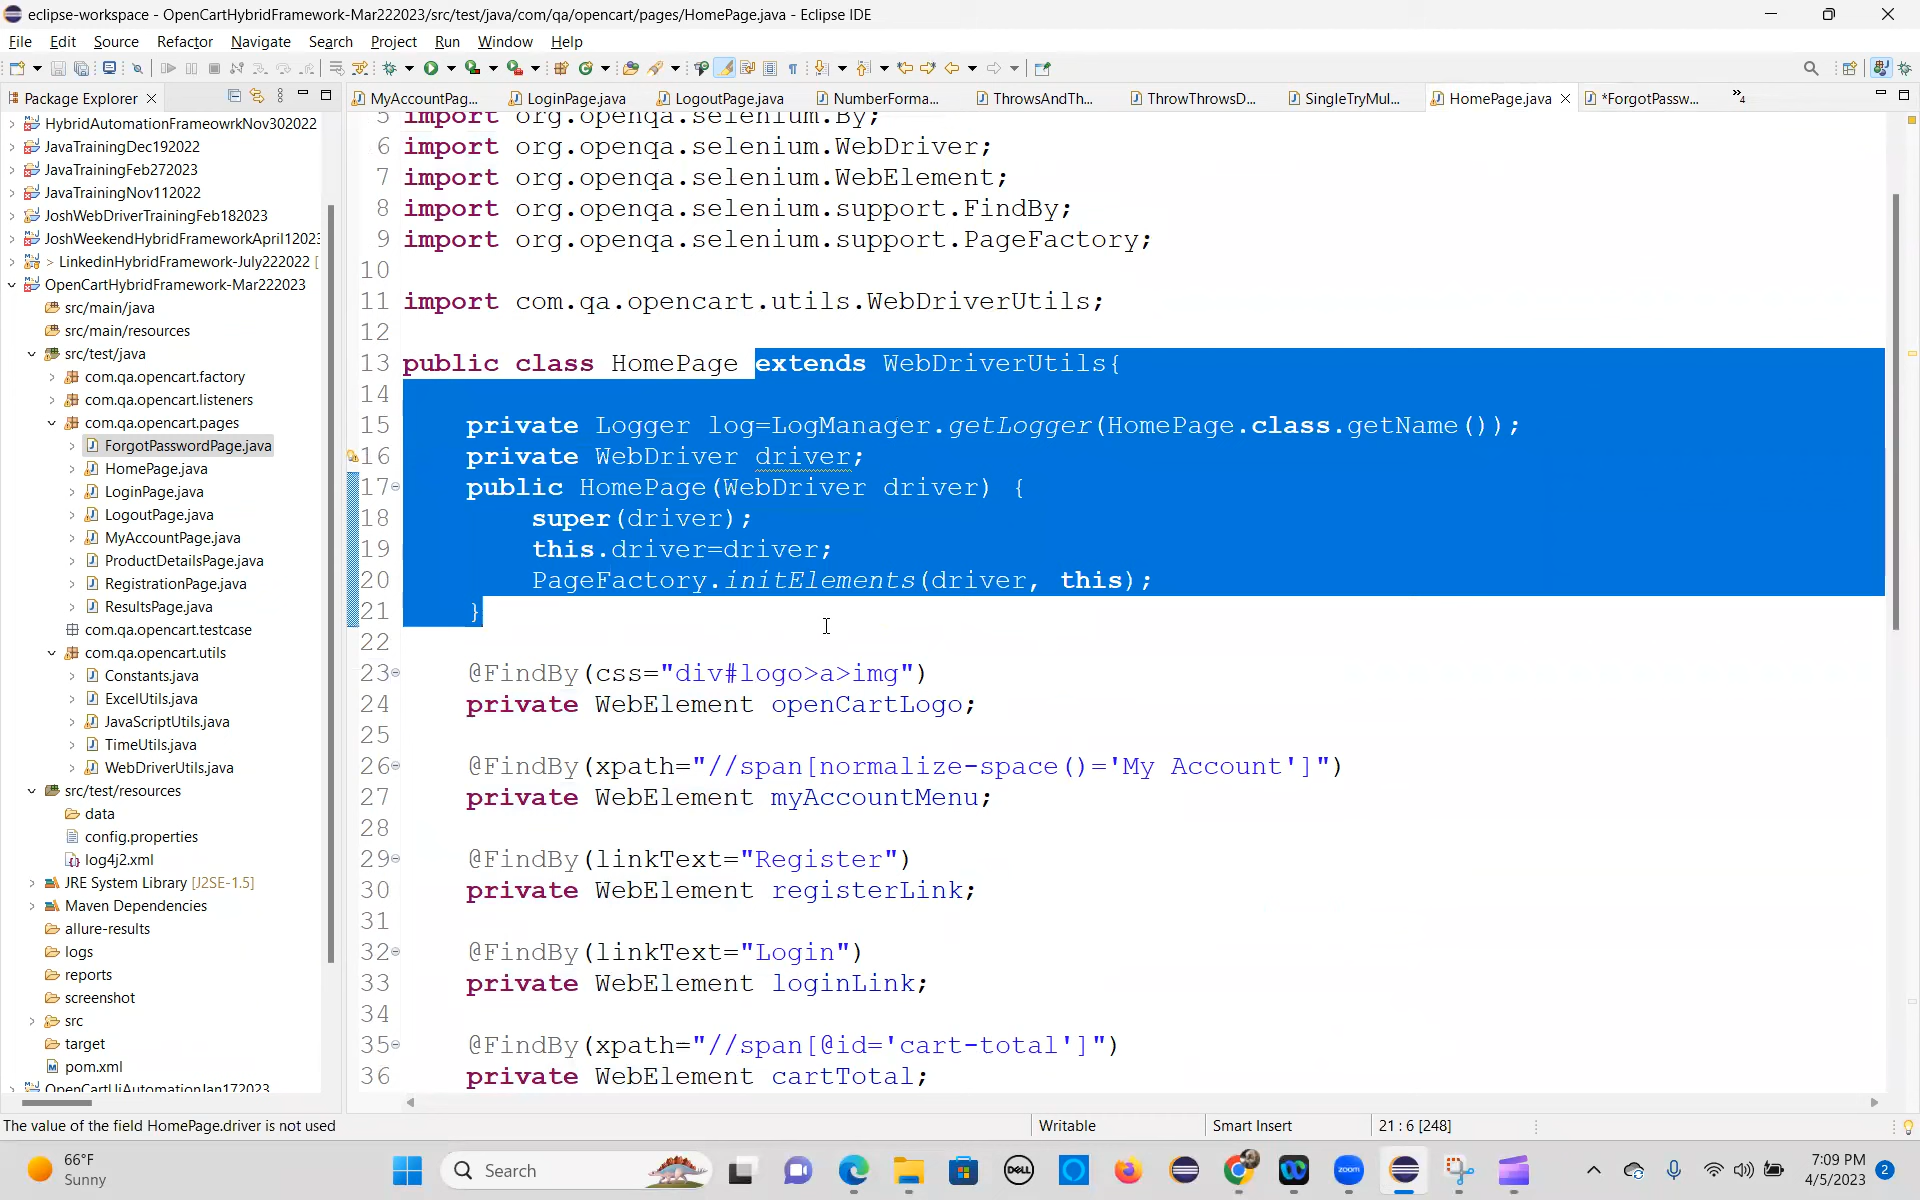 eclipse-workspace - OpenCartHybridFramework-Mar222023/src/test/java/com/qa/opencart/pages/HomePage.java - Eclipse IDE
File Edit Source Refactor Navigate Search Project Run Window Help
Package Explorer
MyAccountPag... LoginPage.java LogoutPage.java NumberForma... ThrowsAndTh... ThrowThrowsD... SingleTryMul... HomePage.java *ForgotPassw... 4
HybridAutomationFrameowrkNov302022
JavaTrainingDec192022
JavaTrainingFeb272023
JavaTrainingNov112022
JoshWebDriverTrainingFeb182023
JoshWeekendHybridFrameworkApril12023
> LinkedinHybridFramework-July222022 [
OpenCartHybridFramework-Mar222023
src/main/java
src/main/resources
src/test/java
com.qa.opencart.factory
com.qa.opencart.listeners
com.qa.opencart.pages
ForgotPasswordPage.java
HomePage.java
LoginPage.java
LogoutPage.java
MyAccountPage.java
ProductDetailsPage.java
RegistrationPage.java
ResultsPage.java
com.qa.opencart.testcase
com.qa.opencart.utils
Constants.java
ExcelUtils.java
JavaScriptUtils.java
TimeUtils.java
WebDriverUtils.java
src/test/resources
data
config.properties
log4j2.xml
JRE System Library [J2SE-1.5]
Maven Dependencies
allure-results
logs
reports
screenshot
src
target
pom.xml
OpenCartUiAutomationJan172023
5 import org.openqa.selenium.By;
6 import org.openqa.selenium.WebDriver;
7 import org.openqa.selenium.WebElement;
8 import org.openqa.selenium.support.FindBy;
9 import org.openqa.selenium.support.PageFactory;
10
11 import com.qa.opencart.utils.WebDriverUtils;
12
13 public class HomePage extends WebDriverUtils{
14
15 private Logger log=LogManager.getLogger(HomePage.class.getName());
16 private WebDriver driver;
17 public HomePage(WebDriver driver) {
18 super(driver);
19 this.driver=driver;
20 PageFactory.initElements(driver, this);
21 }
22
23 @FindBy(css="div#logo>a>img")
24 private WebElement openCartLogo;
25
26 @FindBy(xpath="//span[normalize-space()='My Account']")
27 private WebElement myAccountMenu;
28
29 @FindBy(linkText="Register")
30 private WebElement registerLink;
31
32 @FindBy(linkText="Login")
33 private WebElement loginLink;
34
35 @FindBy(xpath="//span[@id='cart-total']")
36 private WebElement cartTotal;
The value of the field HomePage.driver is not used Writable Smart Insert 21 : 6 [248]
66°F
Sunny
Search
DELL
zoom
7:09 PM
4/5/2023
2